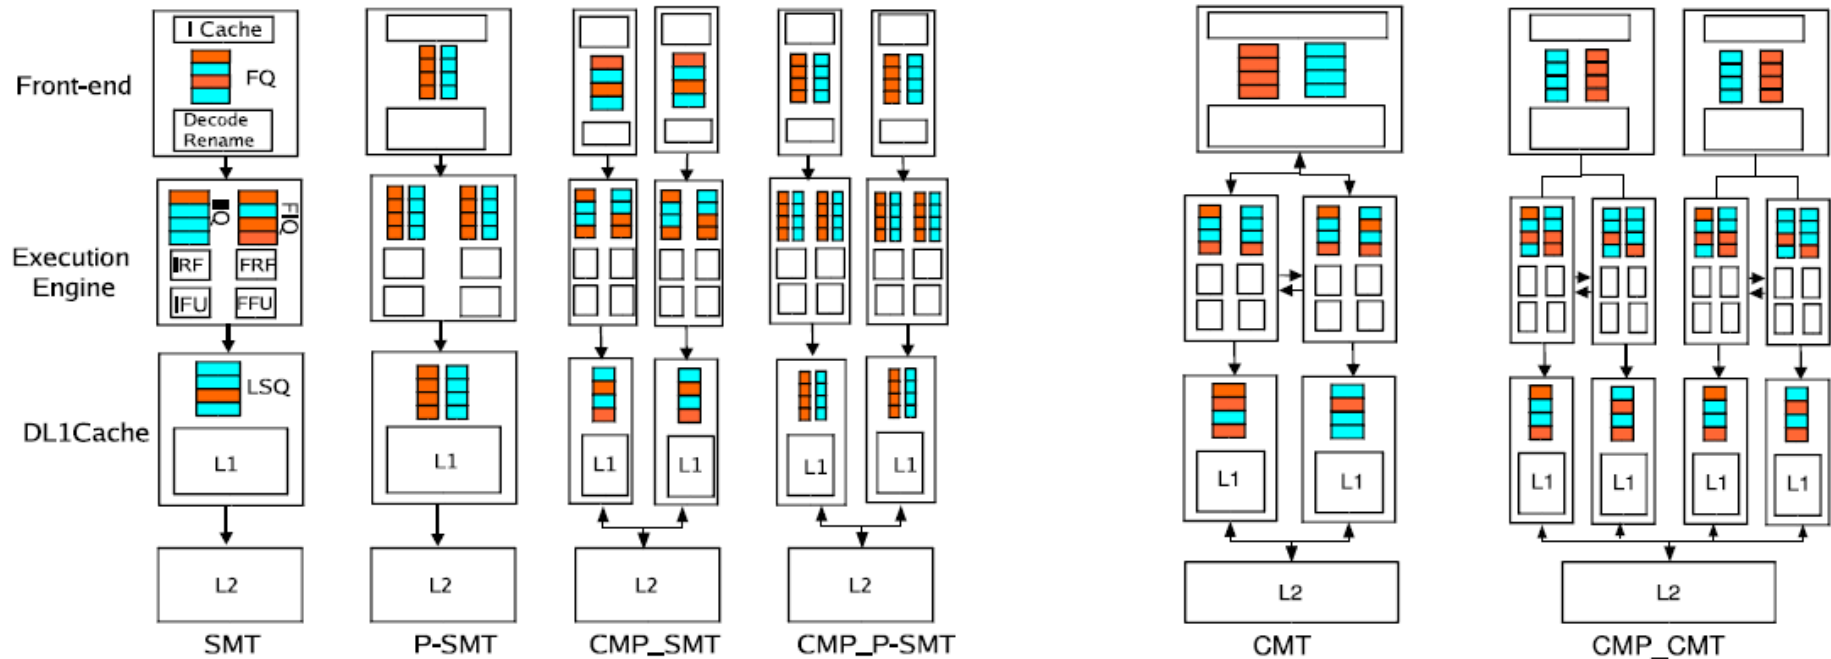 Front-end
I Cache
FQ
Decode
Rename
Execution
Engine
IQ
FIQ
IRF
FRF
IFU
FFU
DL1Cache
LSQ
L1
L1
L1
L1
L1
L1
L1
L1
L1
L1
L1
L1
L2
L2
L2
L2
L2
L2
SMT
P-SMT
CMP_SMT
CMP_P-SMT
CMT
CMP_CMT